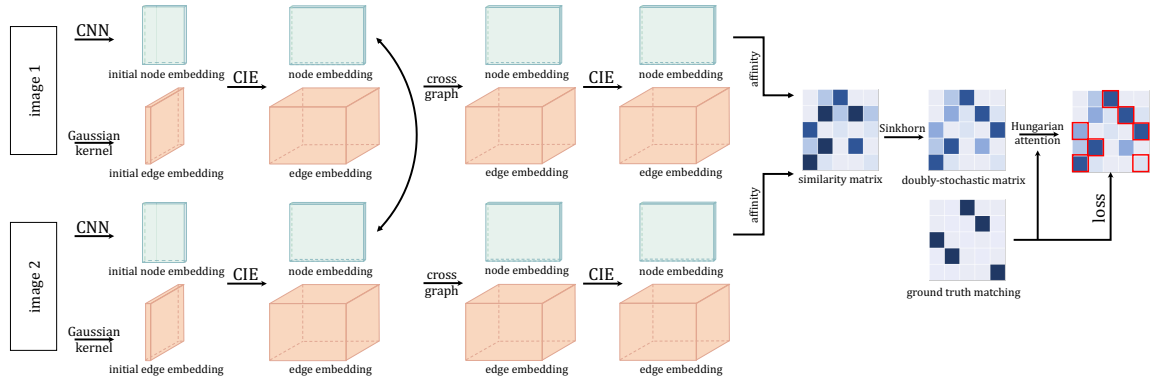 image 1
CNN
initial node embedding
Gaussian
kernel
initial edge embedding
CIE
node embedding
edge embedding
cross
graph
node embedding
edge embedding
CIE
node embedding
edge embedding
affinity
image 2
CNN
initial node embedding
Gaussian
kernel
initial edge embedding
CIE
node embedding
edge embedding
cross
graph
node embedding
edge embedding
CIE
node embedding
edge embedding
affinity
similarity matrix
Sinkhorn
doubly-stochastic matrix
Hungarian
attention
loss
ground truth matching